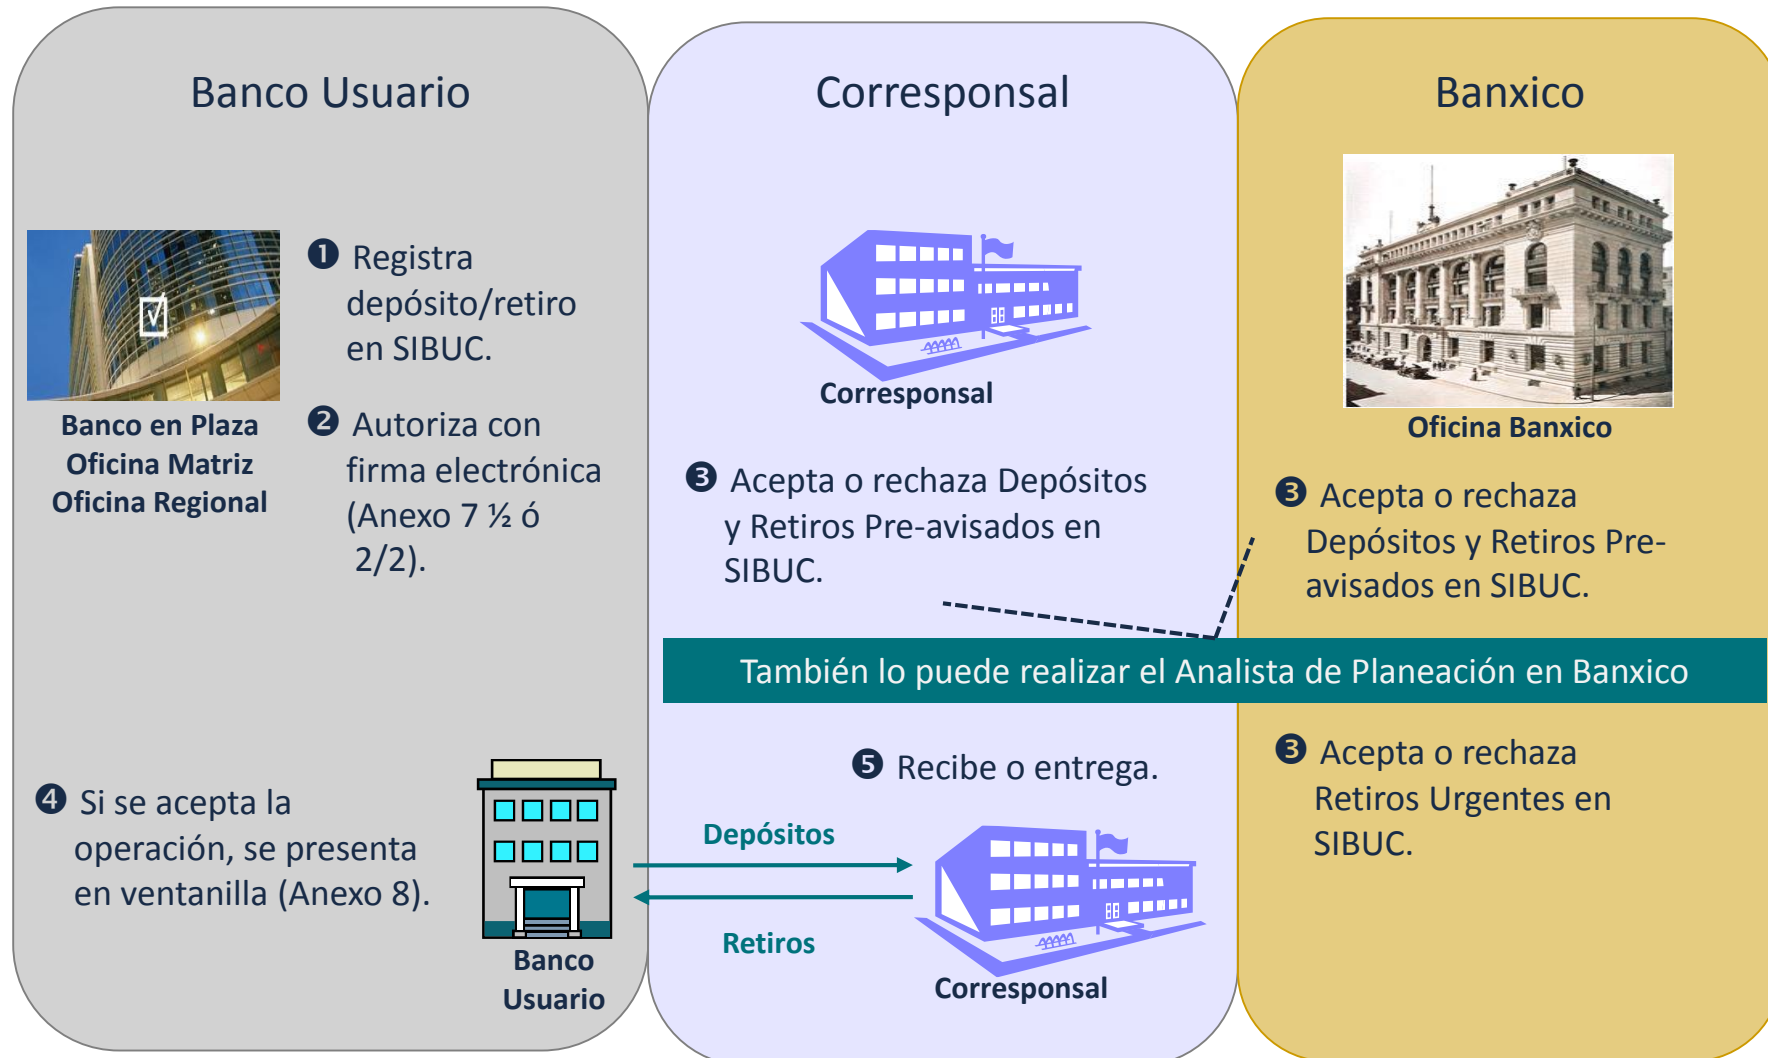 Banco Usuario
Banco en Plaza
Oficina Matriz
Oficina Regional
❶ Registra
depósito/retiro
en SIBUC.
❷ Autoriza con
firma electrónica
(Anexo 7 ½ ó
2/2).
❹ Si se acepta la
operación, se presenta
en ventanilla (Anexo 8).
Banco
Usuario
Corresponsal
Corresponsal
❸ Acepta o rechaza Depósitos
y Retiros Pre-avisados en
SIBUC.
Banxico
Oficina Banxico
❸ Acepta o rechaza
Depósitos y Retiros Pre-
avisados en SIBUC.
También lo puede realizar el Analista de Planeación en Banxico
❺ Recibe o entrega.
Depósitos
Retiros
Corresponsal
❸ Acepta o rechaza
Retiros Urgentes en
SIBUC.